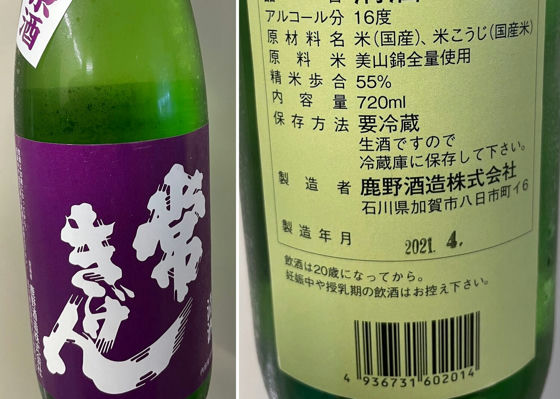 原酒
常
きげん
アルコール分 16度
原材料名 米(国産)、米こうじ(国産米)
原料米 美山錦全量使用
精米歩合 55%
内容量 720ml
保存方法 要冷蔵
生酒ですので
冷蔵庫に保存して下さい。
製造者 鹿野酒造株式会社
石川県加賀市八日市町イ6
製造年月 2021. 4.
飲酒は20歳になってから。
妊娠中や授乳期の飲酒はお控え下さい。
4 936731 602014